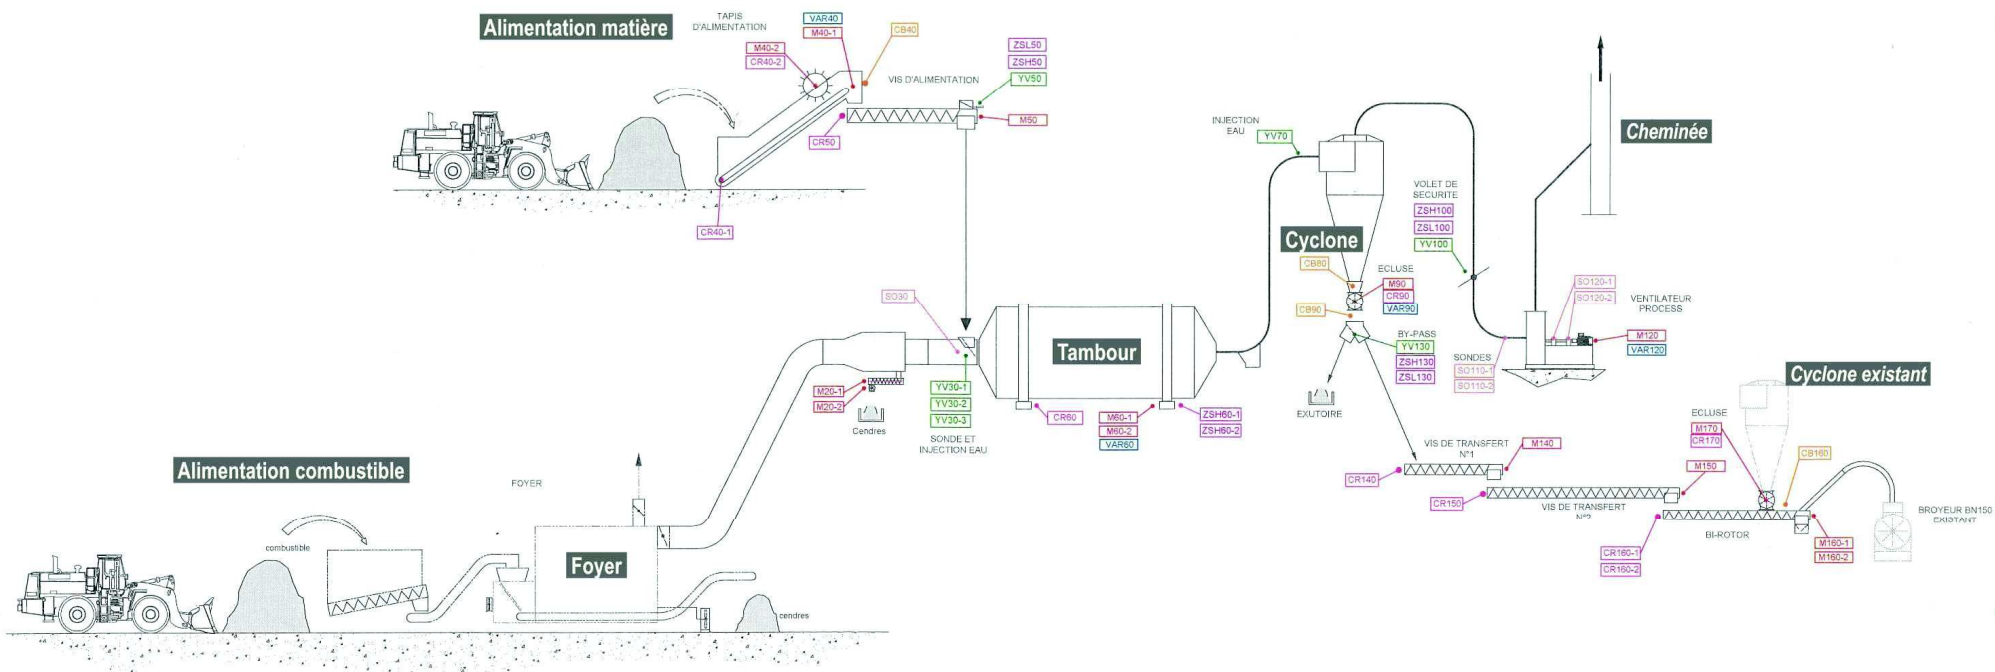 Alimentation matière
TAPIS
D'ALIMENTATION
VAR40
M40-1
CB40
M40-2
CR40-2
VIS D'ALIMENTATION
ZSL50
ZSH50
YV50
M50
CR50
CR40-1
INJECTION
EAU
YV70
Cheminée
VOLET DE
SECURITE
ZSH100
ZSL100
YV100
Cyclone
CB80
ECLUSE
M90
CR90
VAR90
CB90
BY-PASS
YV130
ZSH130
ZSL130
EXUTOIRE
SO120-1
SO120-2
VENTILATEUR
PROCESS
M120
VAR120
SONDES
SO110-1
SO110-2
SO30
Tambour
M20-1
M20-2
Cendres
YV30-1
YV30-2
YV30-3
SONDE ET
INJECTION EAU
CR60
M60-1
M60-2
VAR60
ZSH60-1
ZSH60-2
Cyclone existant
ECLUSE
M170
CR170
CB160
VIS DE TRANSFERT
N°1
M140
CR140
M150
CR150
VIS DE TRANSFERT
N°2
BI-ROTOR
CR160-1
CR160-2
M160-1
M160-2
BROYEUR BN150
EXISTANT
Alimentation combustible
FOYER
combustible
Foyer
cendres